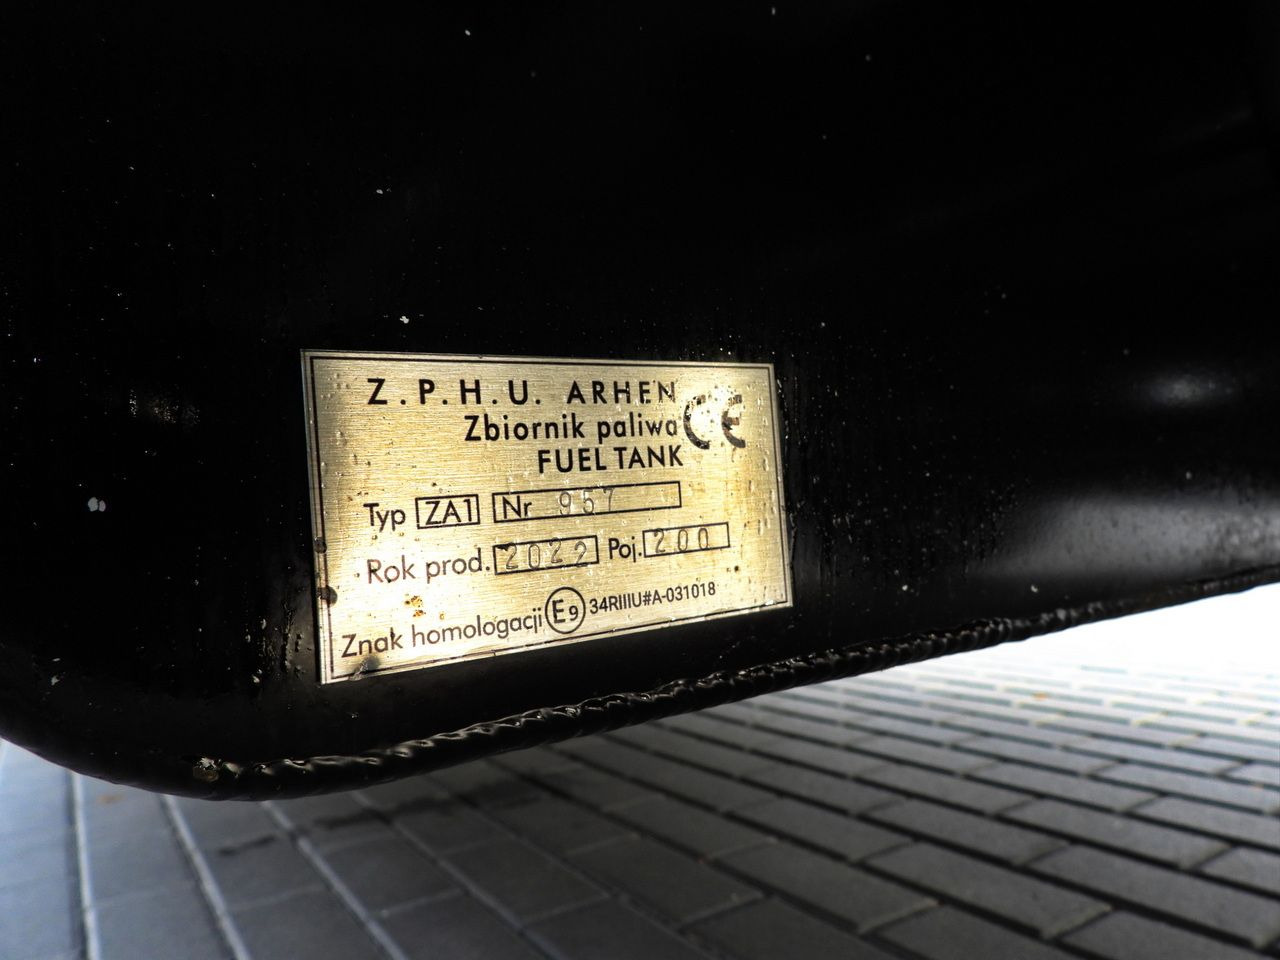 Z.P.H.U. ARHEN
Zbiornik paliwa CE
FUEL TANK
Typ ZA1 Nr 957
Rok prod. 2022 Poj. 200
Znak homologacji E9 34RIIIU#A-031018